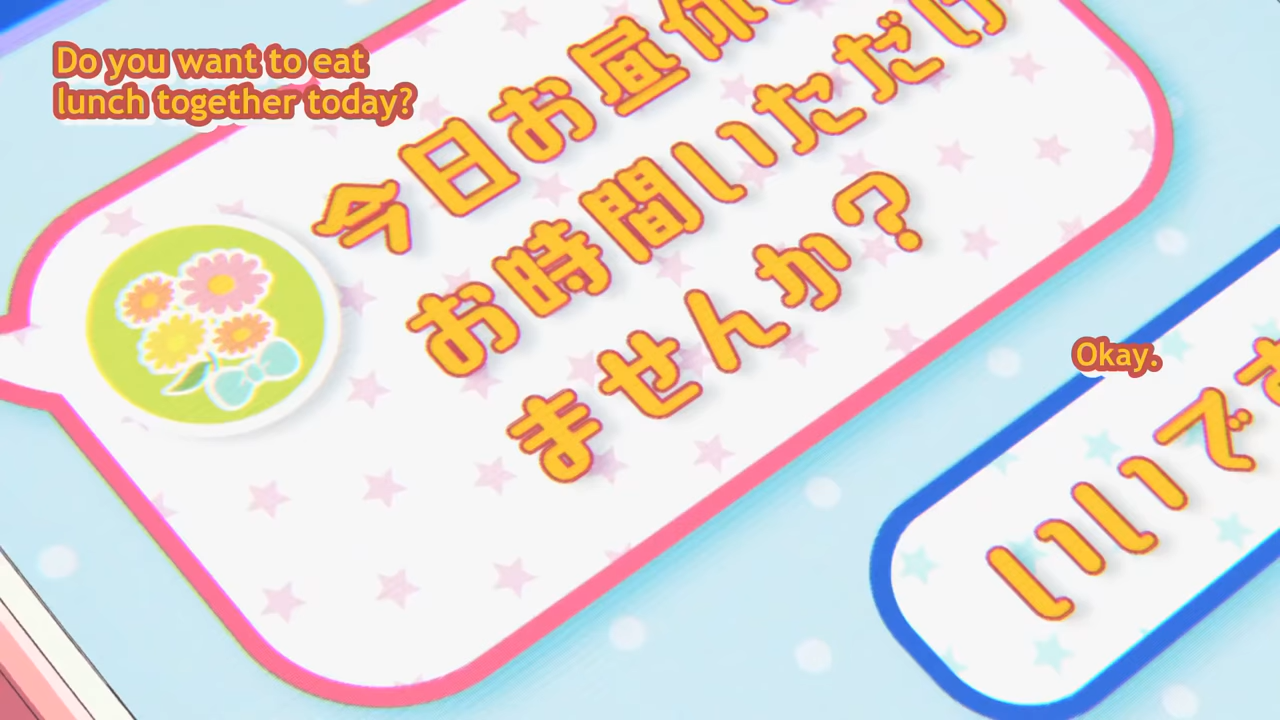 Do you want to eat
lunch together today?
今日お昼休
お時間いただけ
ませんか？
Okay.
いいで